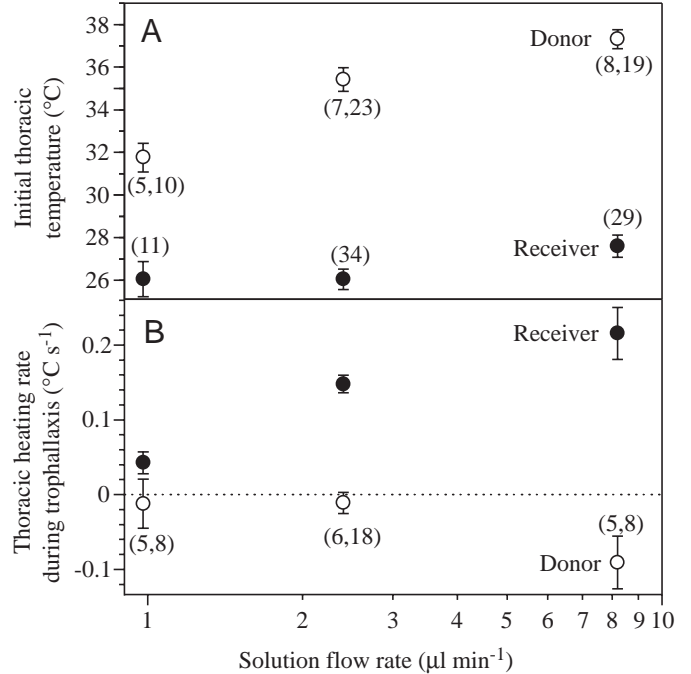 A
Initial thoracic
temperature (°C)
38
36
34
32
30
28
26
Donor
(8,19)
(7,23)
(5,10)
(29)
(11)
(34)
Receiver
B
Thoracic heating rate
during trophallaxis (°C s⁻¹)
0.2
0.1
0
-0.1
Receiver
(5,8)
(6,18)
(5,8)
Donor
1 2 3 4 5 6 7 8 9 10
Solution flow rate (μl min⁻¹)